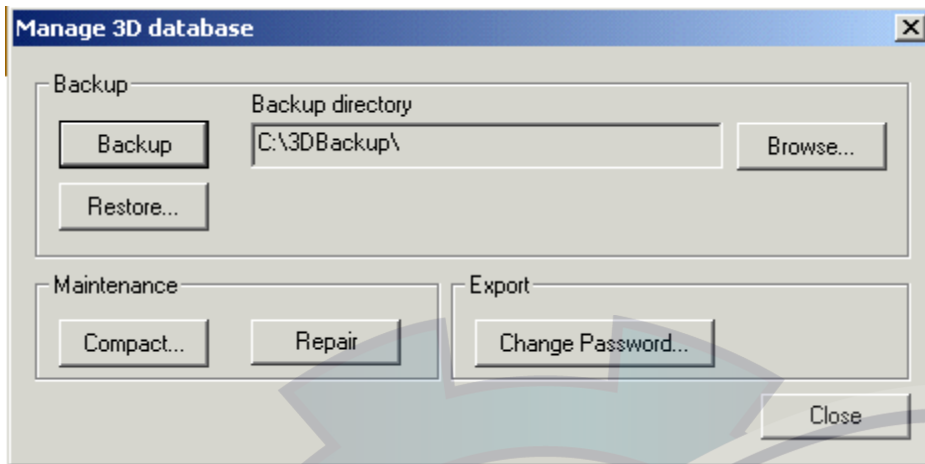 Manage 3D database
Backup
Backup directory
Backup
C:\3DBackup\
Browse...
Restore...
Maintenance
Export
Compact...
Repair
Change Password...
Close